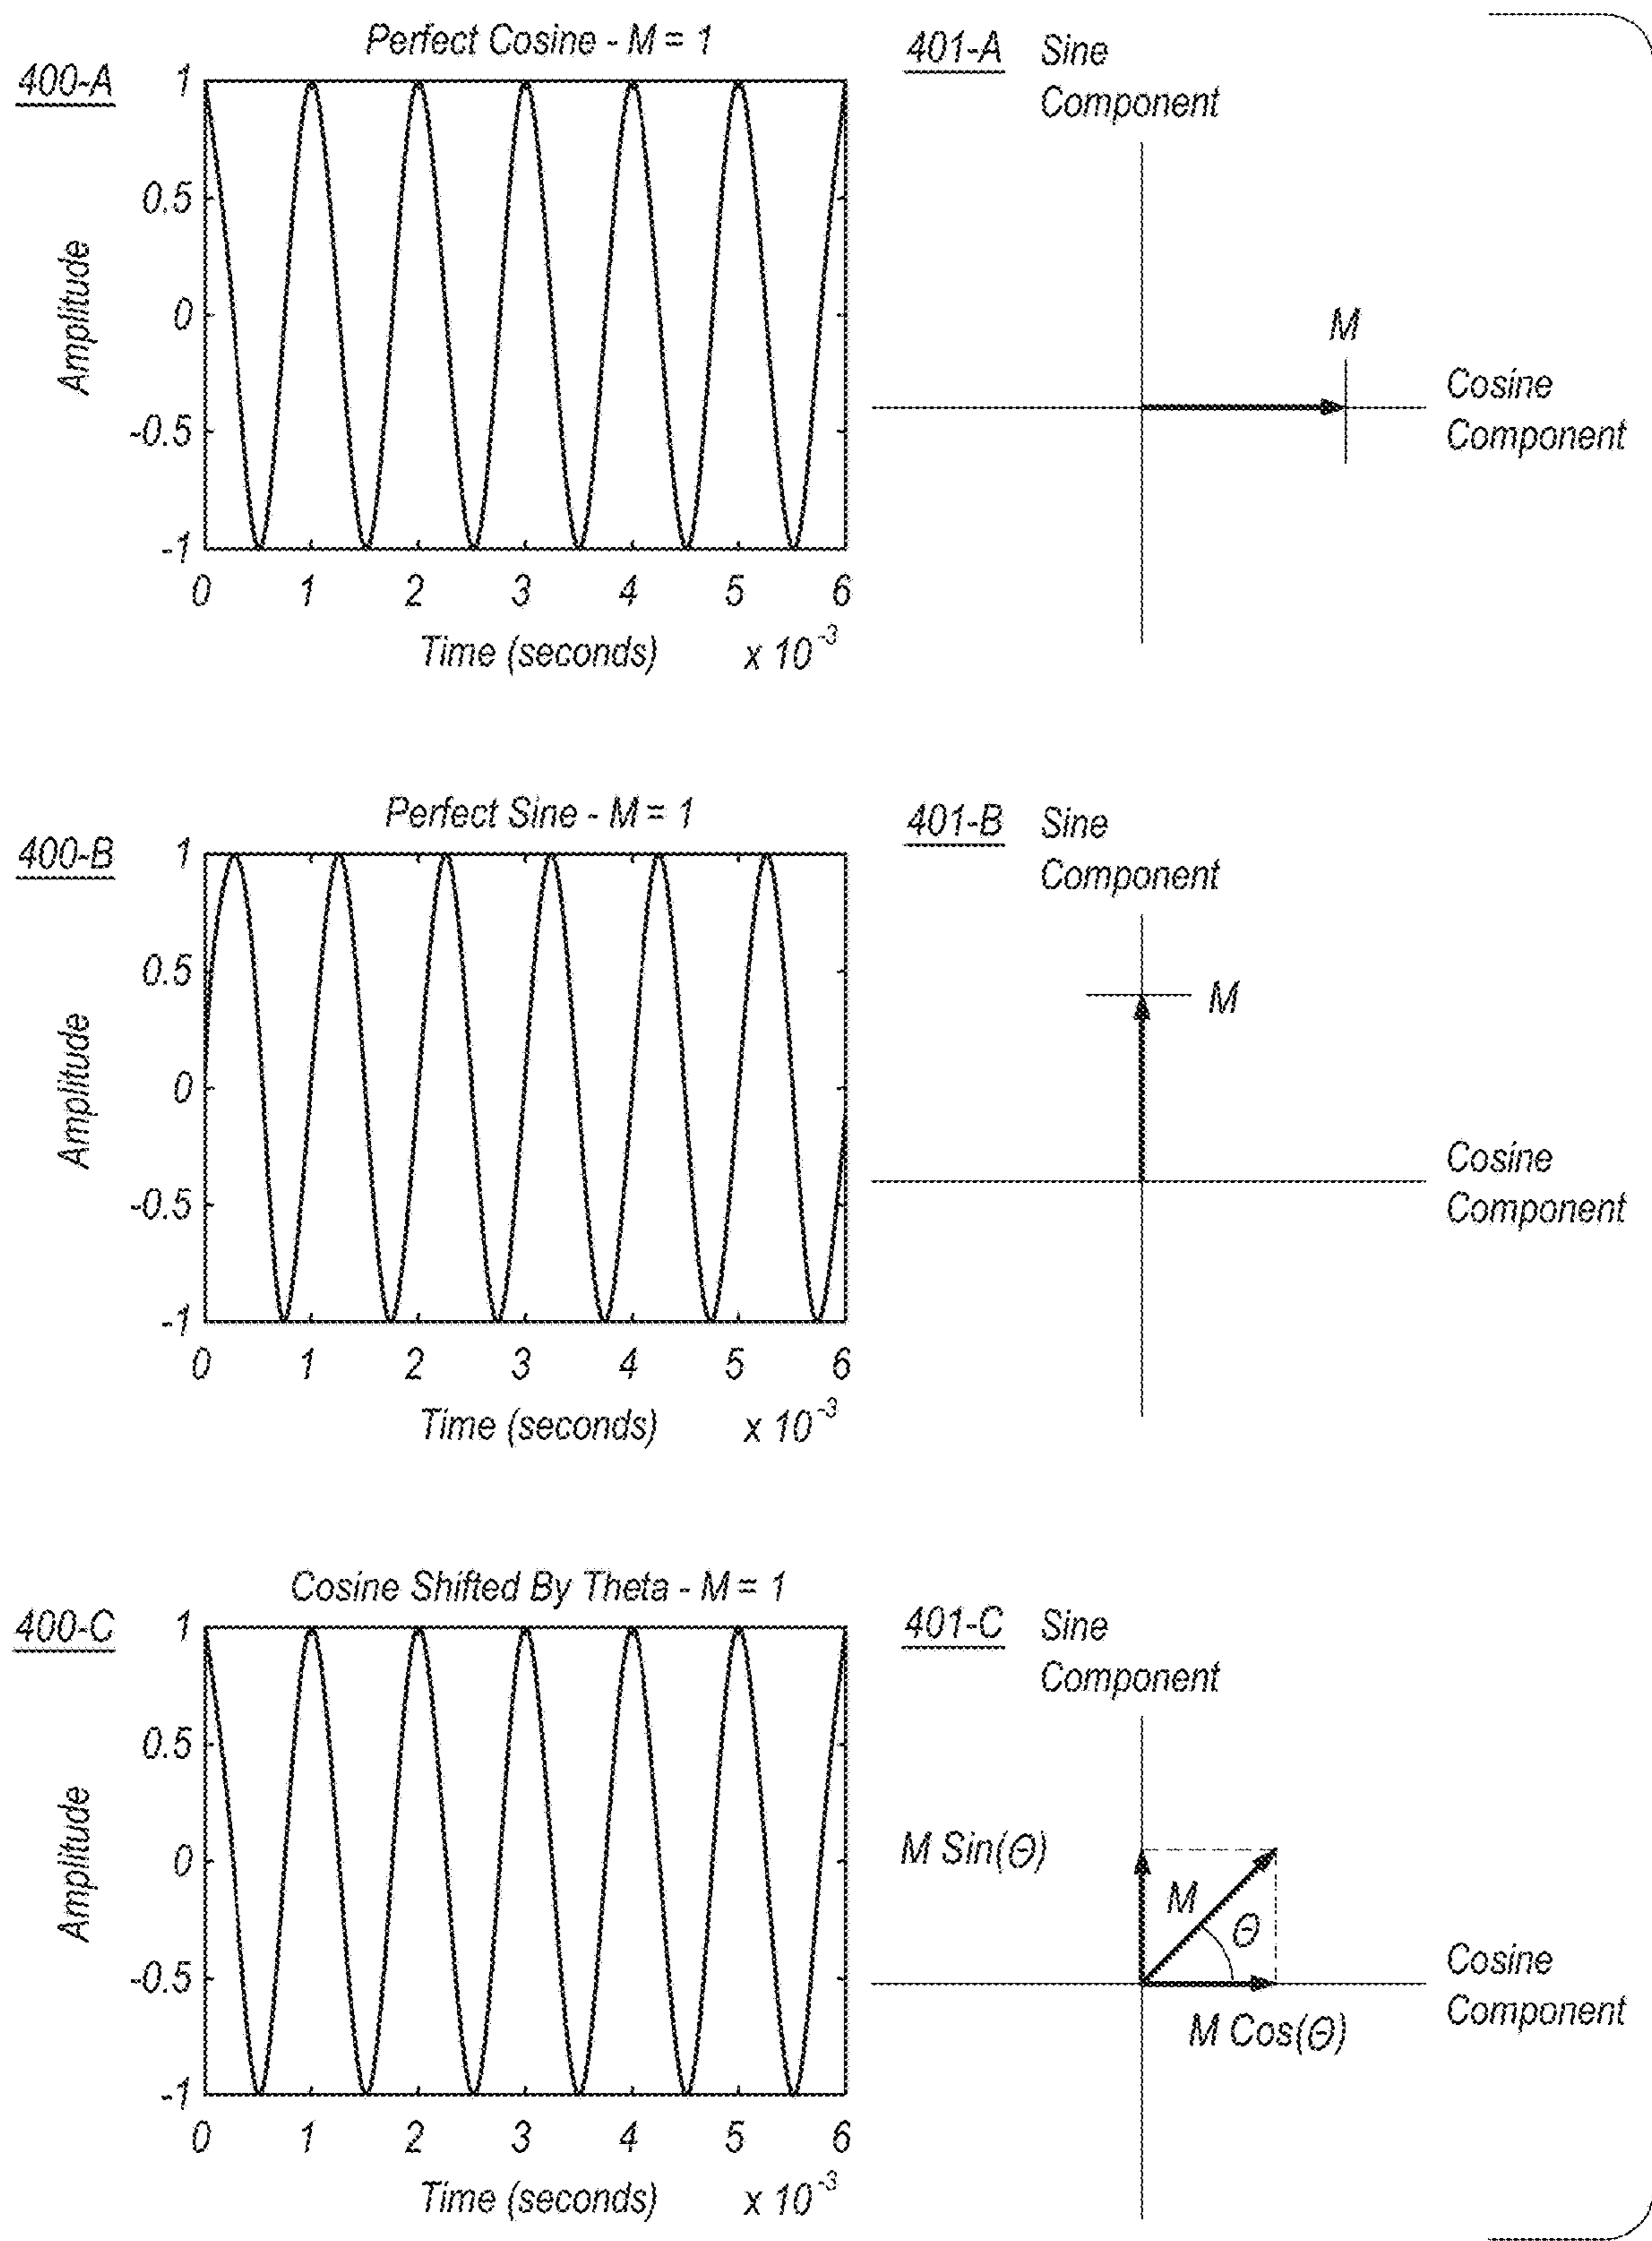 Perfect Cosine - M = 1
400-A
1
0.5
0
-0.5
-1
Amplitude
0 1 2 3 4 5 6
Time (seconds) x 10^-3
401-A
Sine
Component
M
Cosine
Component
Perfect Sine - M = 1
400-B
1
0.5
0
-0.5
-1
Amplitude
0 1 2 3 4 5 6
Time (seconds) x 10^-3
401-B
Sine
Component
M
Cosine
Component
Cosine Shifted By Theta - M = 1
400-C
1
0.5
0
-0.5
-1
Amplitude
0 1 2 3 4 5 6
Time (seconds) x 10^-3
401-C
Sine
Component
M Sin(Θ)
M
Θ
Cosine
Component
M Cos(Θ)